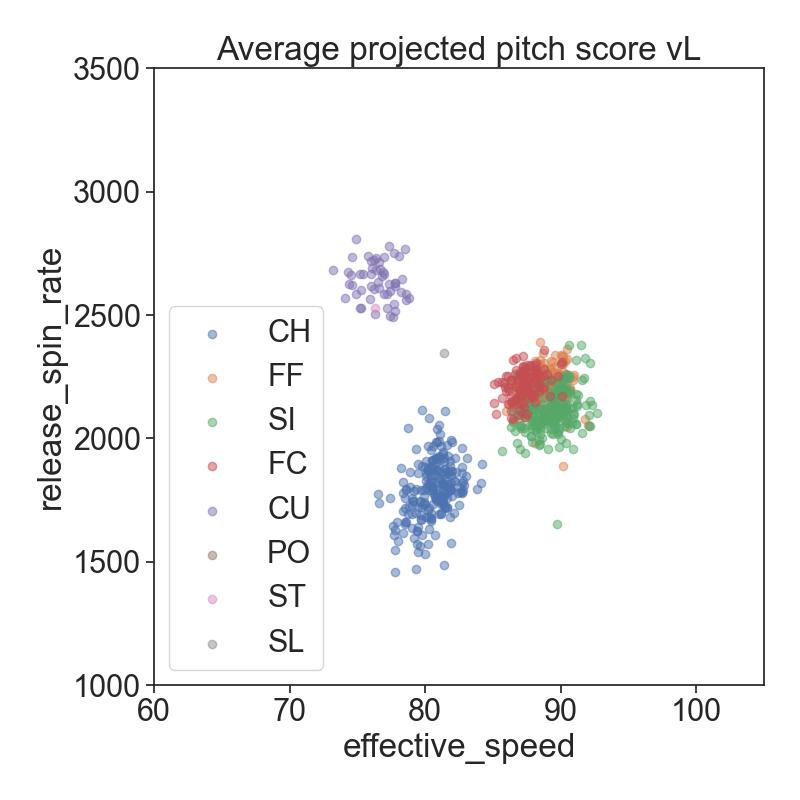 Average projected pitch score vL
3500
3000
2500
2000
1500
1000
release_spin_rate
CH
FF
SI
FC
CU
PO
ST
SL
60
70
80
90
100
effective_speed